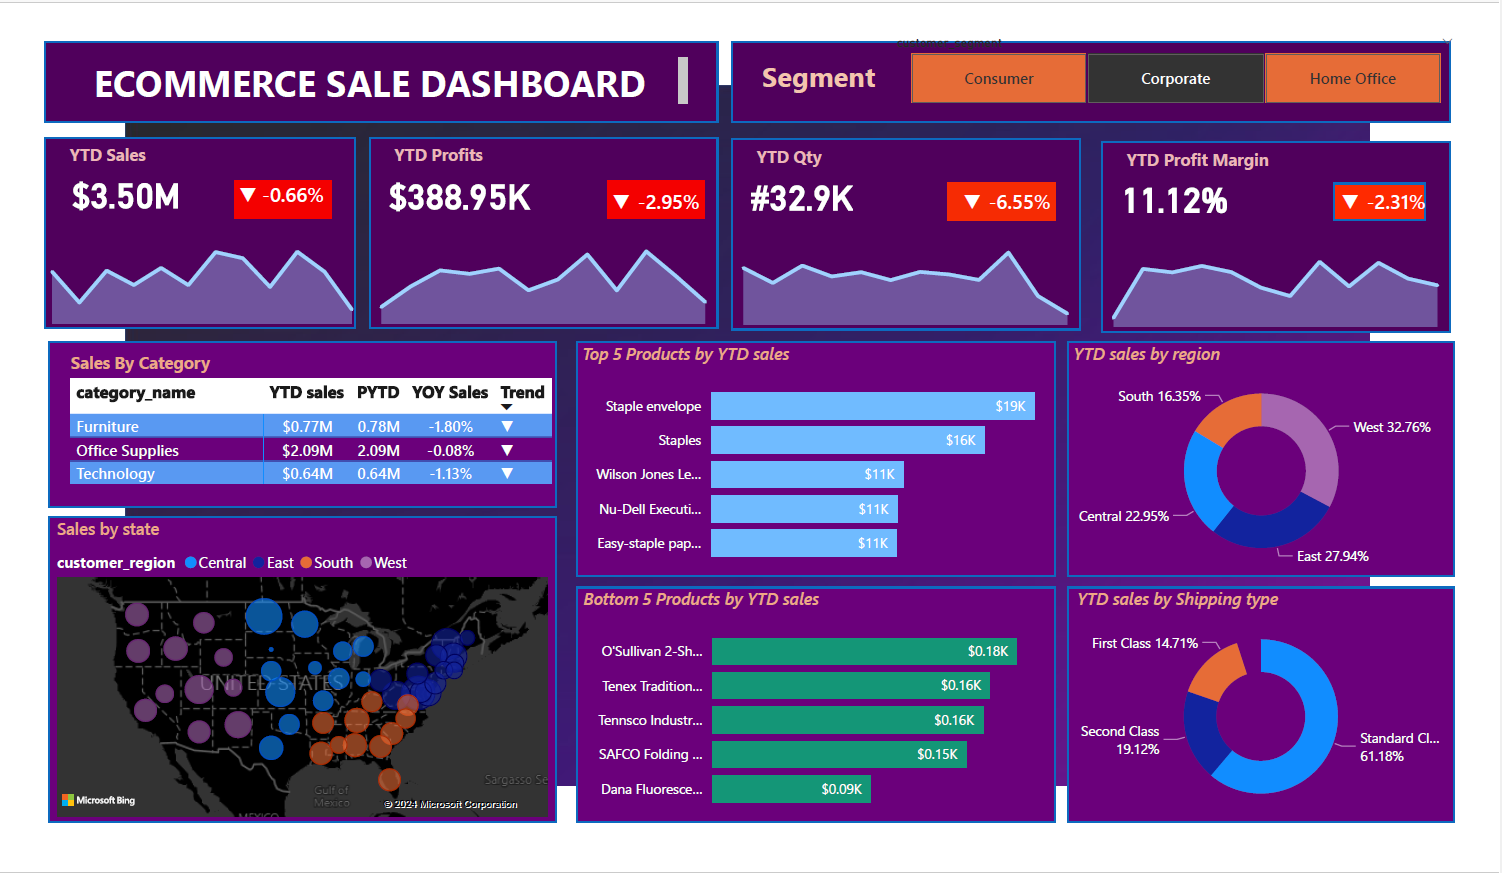 ECOMMERCE SALE DASHBOARD
customer_segment
Segment
Consumer
Corporate
Home Office
YTD Sales
$3.50M
▼ -0.66%
YTD Profits
$388.95K
▼ -2.95%
YTD Qty
#32.9K
▼ -6.55%
YTD Profit Margin
11.12%
▼ -2.31%
Sales By Category
category_name YTD sales PYTD YOY Sales Trend
Furniture $0.77M 0.78M -1.80% ▼
Office Supplies $2.09M 2.09M -0.08% ▼
Technology $0.64M 0.64M -1.13% ▼
Top 5 Products by YTD sales
Staple envelope $19K
Staples $16K
Wilson Jones Le... $11K
Nu-Dell Executi... $11K
Easy-staple pap... $11K
YTD sales by region
South 16.35%
West 32.76%
Central 22.95%
East 27.94%
Sales by state
customer_region Central East South West
UNITED STATES
Sargasso Se
Gulf of
Mexico
MEXICO
Microsoft Bing
© 2024 Microsoft Corporation
Bottom 5 Products by YTD sales
O'Sullivan 2-Sh... $0.18K
Tenex Tradition... $0.16K
Tennsco Industr... $0.16K
SAFCO Folding ... $0.15K
Dana Fluoresce... $0.09K
YTD sales by Shipping type
First Class 14.71%
Second Class
19.12%
Standard Cl...
61.18%